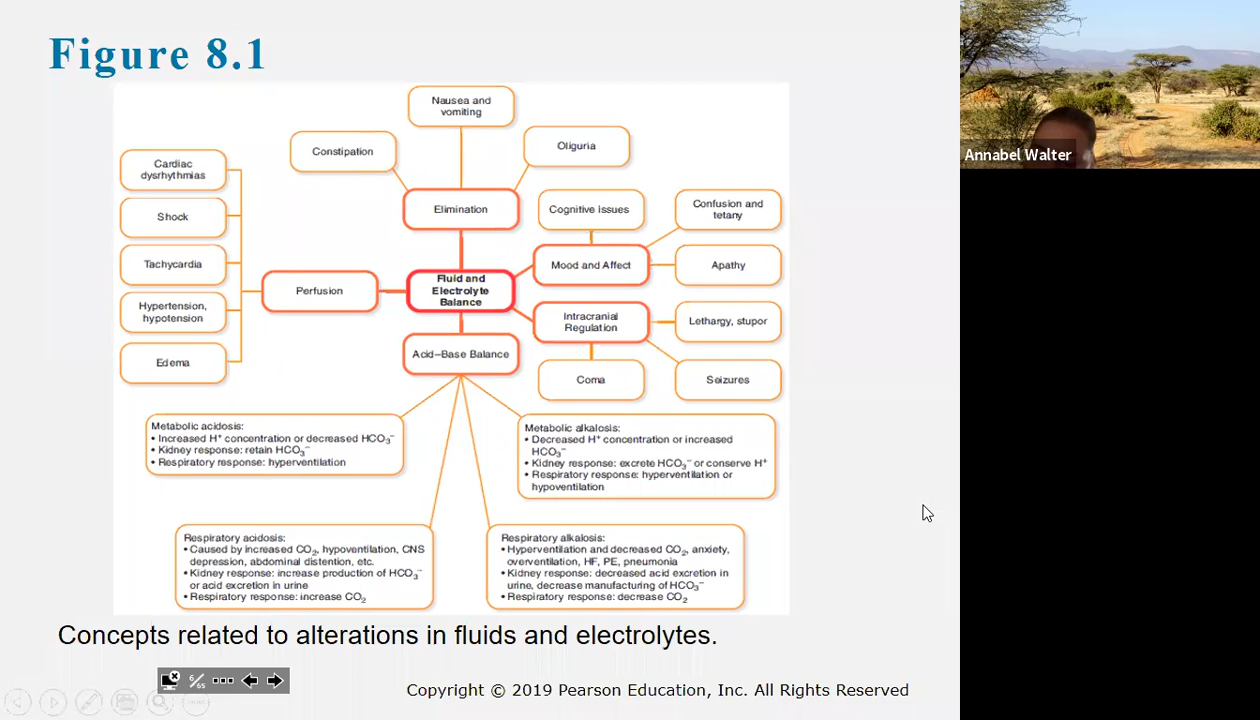 Figure 8.1
Annabel Walter
Nausea and
vomiting
Constipation
Oliguria
Cardiac
dysrhythmias
Shock
Tachycardia
Hypertension,
hypotension
Edema
Perfusion
Elimination
Fluid and
Electrolyte
Balance
Acid–Base Balance
Cognitive Issues
Mood and Affect
Confusion and
tetany
Apathy
Intracranial
Regulation
Lethargy, stupor
Coma
Seizures
Metabolic acidosis:
• Increased H⁺ concentration or decreased HCO₃⁻
• Kidney response: retain HCO₃⁻
• Respiratory response: hyperventilation
Metabolic alkalosis:
• Decreased H⁺ concentration or increased
HCO₃⁻
• Kidney response: excrete HCO₃⁻ or conserve H⁺
• Respiratory response: hyperventilation or
hypoventilation
Respiratory acidosis:
• Caused by increased CO₂, hypoventilation, CNS
depression, abdominal distention, etc.
• Kidney response: increase production of HCO₃⁻
or acid excretion in urine
• Respiratory response: increase CO₂
Respiratory alkalosis:
• Hyperventilation and decreased CO₂, anxiety,
overventilation, HF, PE, pneumonia
• Kidney response: decreased acid excretion in
urine, decrease manufacturing of HCO₃⁻
• Respiratory response: decrease CO₂
Concepts related to alterations in fluids and electrolytes.
6/65
Copyright © 2019 Pearson Education, Inc. All Rights Reserved